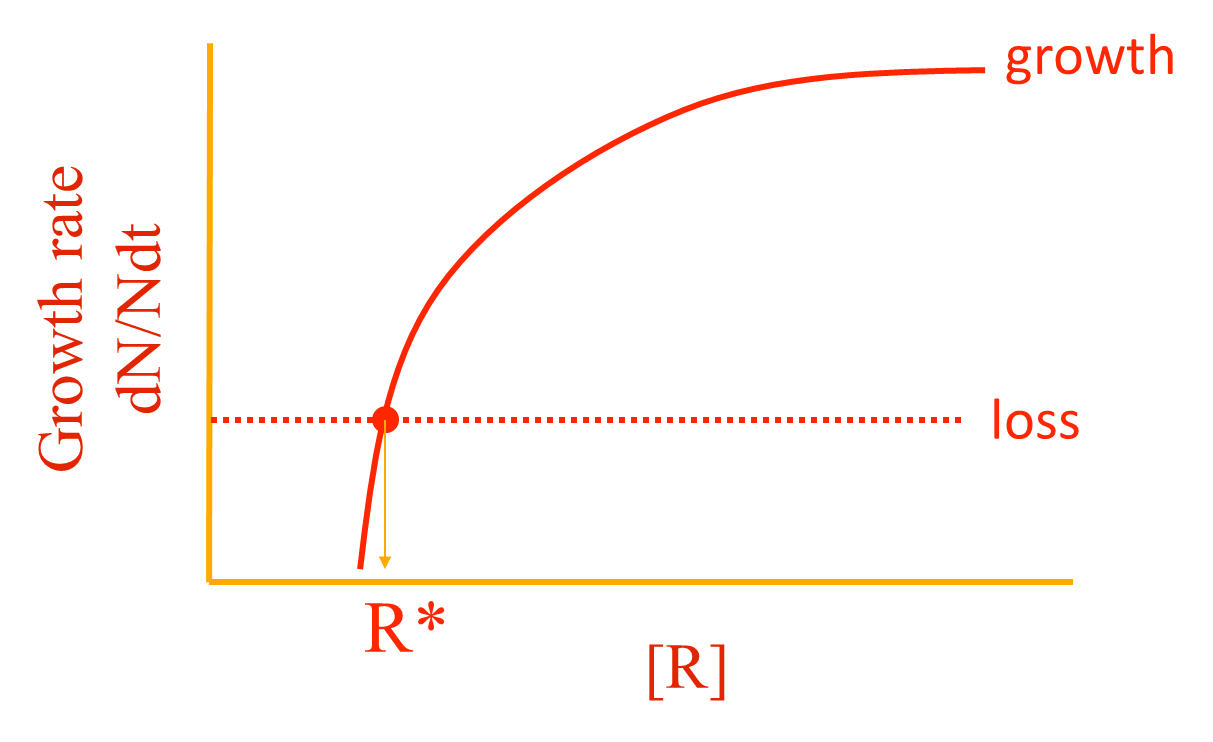 growth
Growth rate
dN/Ndt
loss
R*
[R]